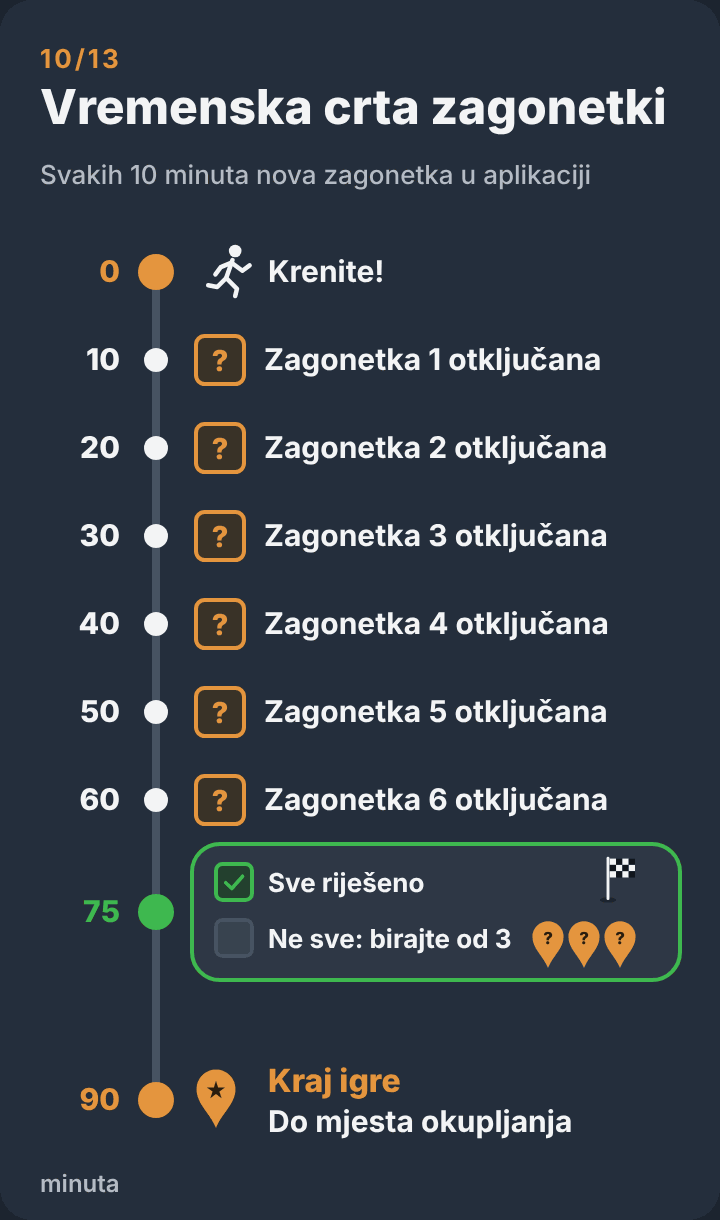 10/13
Vremenska crta zagonetki
Svakih 10 minuta nova zagonetka u aplikaciji
0 Krenite!
10 ? Zagonetka 1 otključana
20 ? Zagonetka 2 otključana
30 ? Zagonetka 3 otključana
40 ? Zagonetka 4 otključana
50 ? Zagonetka 5 otključana
60 ? Zagonetka 6 otključana
Sve riješeno
75
Ne sve: birajte od 3 ? ? ?
Kraj igre
90
Do mjesta okupljanja
minuta